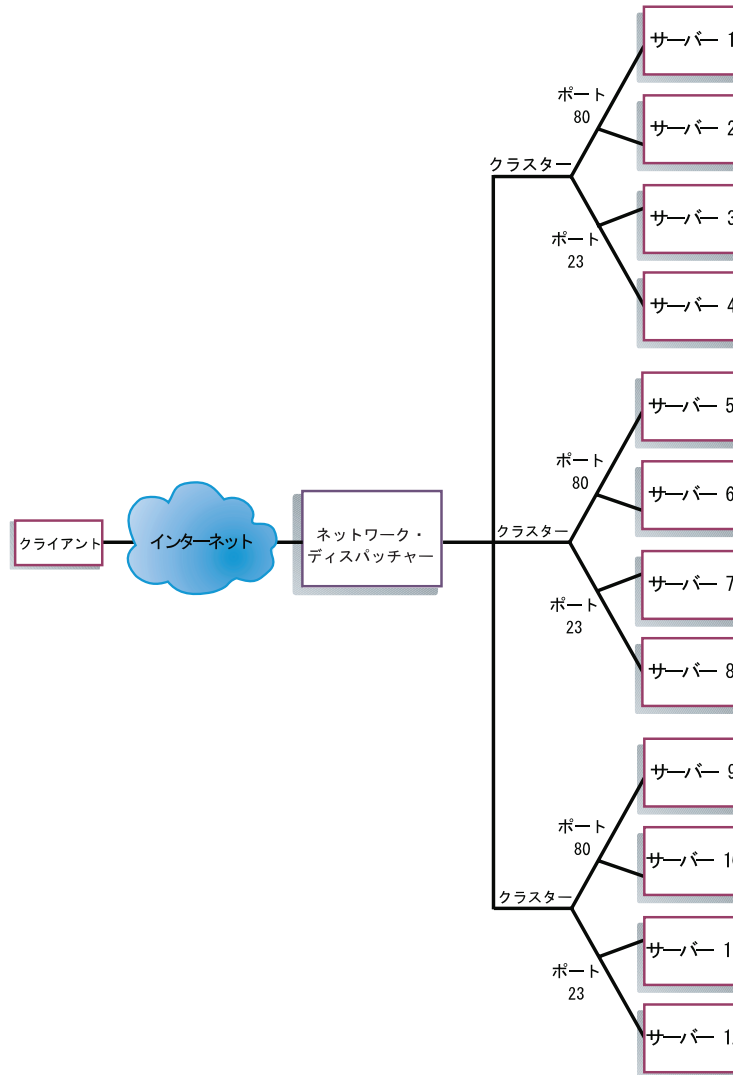 サーバー 1
ポート
80
サーバー 2
クラスター
サーバー 3
ポート
23
サーバー 4
サーバー 5
ポート
80
サーバー 6
クラスター
クライアント
インターネット
ネットワーク・
ディスパッチャー
サーバー 7
ポート
23
サーバー 8
サーバー 9
ポート
80
サーバー
クラスター
サーバー
ポート
23
サーバー